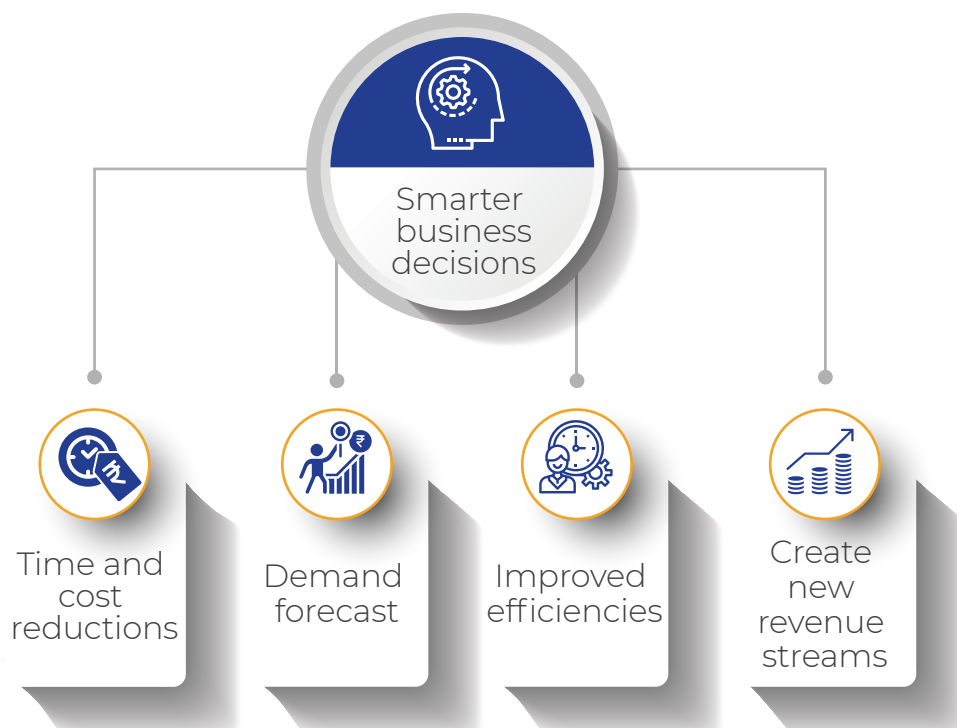 Smarter
business
decisions
₹
₹
Time and
cost
reductions
Demand
forecast
Improved
efficiencies
Create
new
revenue
streams